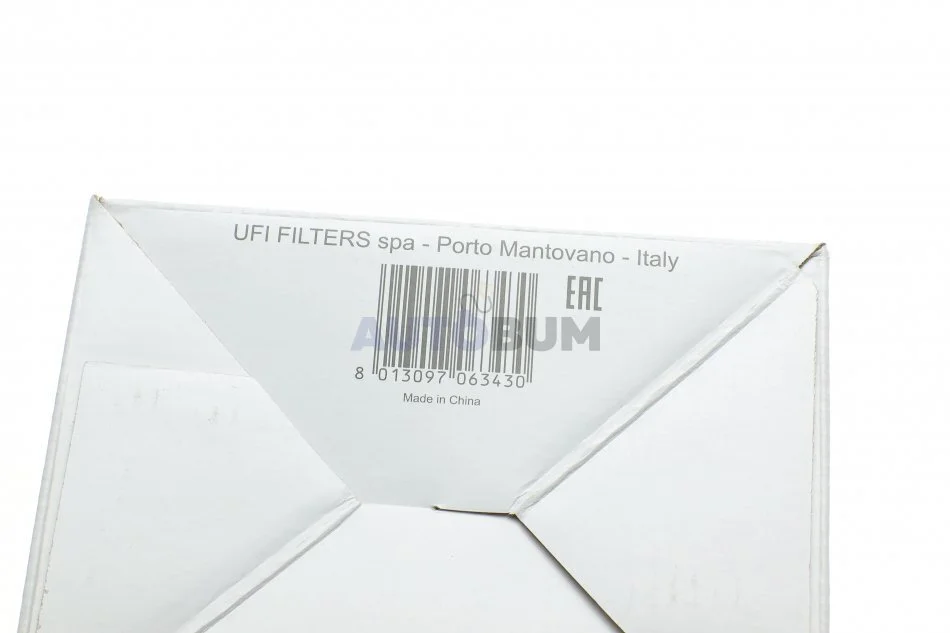 UFI FILTERS spa - Porto Mantovano - Italy
EAC
AUTOBUM
8 013097 063430
Made in China